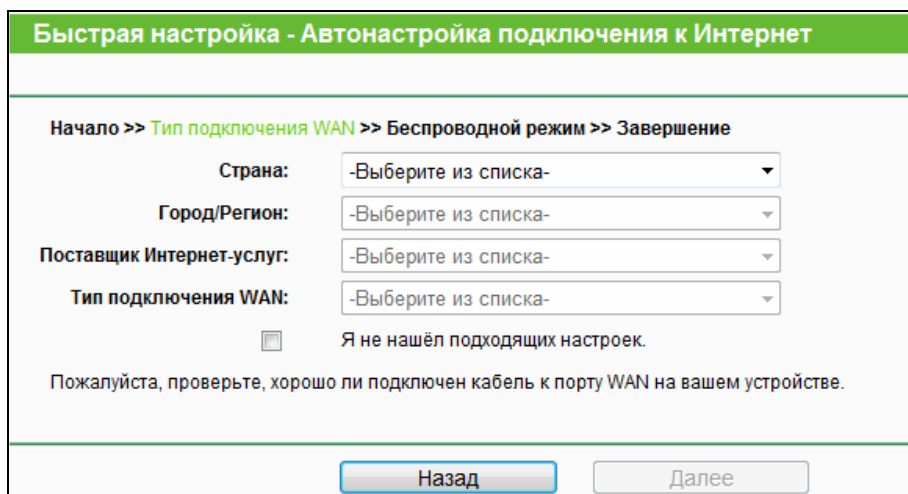 Быстрая настройка - Автонастройка подключения к Интернет
Начало >> Тип подключения WAN >> Беспроводной режим >> Завершение
Страна: -Выберите из списка-
Город/Регион: -Выберите из списка-
Поставщик Интернет-услуг: -Выберите из списка-
Тип подключения WAN: -Выберите из списка-
Я не нашёл подходящих настроек.
Пожалуйста, проверьте, хорошо ли подключен кабель к порту WAN на вашем устройстве.
Назад Далее